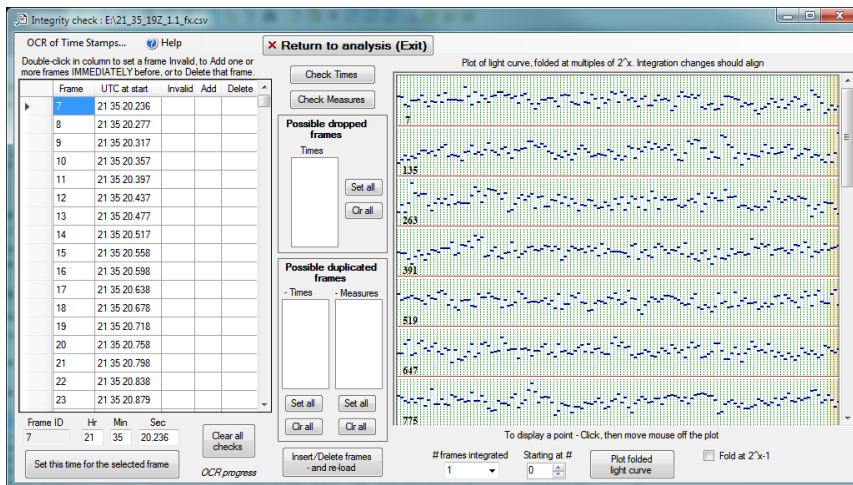 Integrity check : E:\21_35_19Z_1.1_fx.csv
OCR of Time Stamps... Help
Return to analysis (Exit)
Double-click in column to set a frame Invalid, to Add one or
more frames IMMEDIATELY before, or to Delete that frame.
Frame UTC at start Invalid Add Delete
7 21 35 20.236
8 21 35 20.277
9 21 35 20.317
10 21 35 20.357
11 21 35 20.397
12 21 35 20.437
13 21 35 20.477
14 21 35 20.517
15 21 35 20.558
16 21 35 20.598
17 21 35 20.638
18 21 35 20.678
19 21 35 20.718
20 21 35 20.758
21 21 35 20.798
22 21 35 20.838
23 21 35 20.879
Frame ID Hr Min Sec
7 21 35 20.236
Set this time for the selected frame
Clear all
checks
OCR progress
Check Times
Check Measures
Possible dropped
frames
Times
Set all
Clr all
Possible duplicated
frames
- Times - Measures
Set all Set all
Clr all Clr all
Insert/Delete frames
- and re-load
Plot of light curve, folded at multiples of 2^x. Integration changes should align
7
135
263
391
519
647
775
To display a point - Click, then move mouse off the plot
# frames integrated
1
Starting at #
0
Plot folded
light curve
Fold at 2^x-1